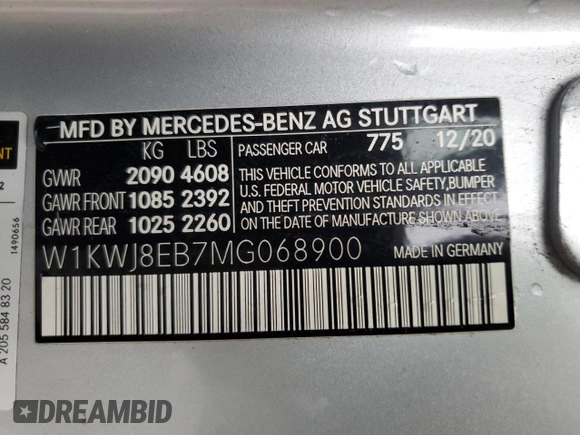 MFD BY MERCEDES-BENZ AG STUTTGART
KG LBS
GVWR 2090 4608
GAWR FRONT 1085 2392
GAWR REAR 1025 2260
PASSENGER CAR 775 12/20
THIS VEHICLE CONFORMS TO ALL APPLICABLE
U.S. FEDERAL MOTOR VEHICLE SAFETY, BUMPER
AND THEFT PREVENTION STANDARDS IN
EFFECT ON THE DATE OF MANUFACTURE
SHOWN ABOVE.
W1KWJ8EB7MG068900
MADE IN GERMANY
NT
2
1490656
A 205 584 83 20
DREAMBID